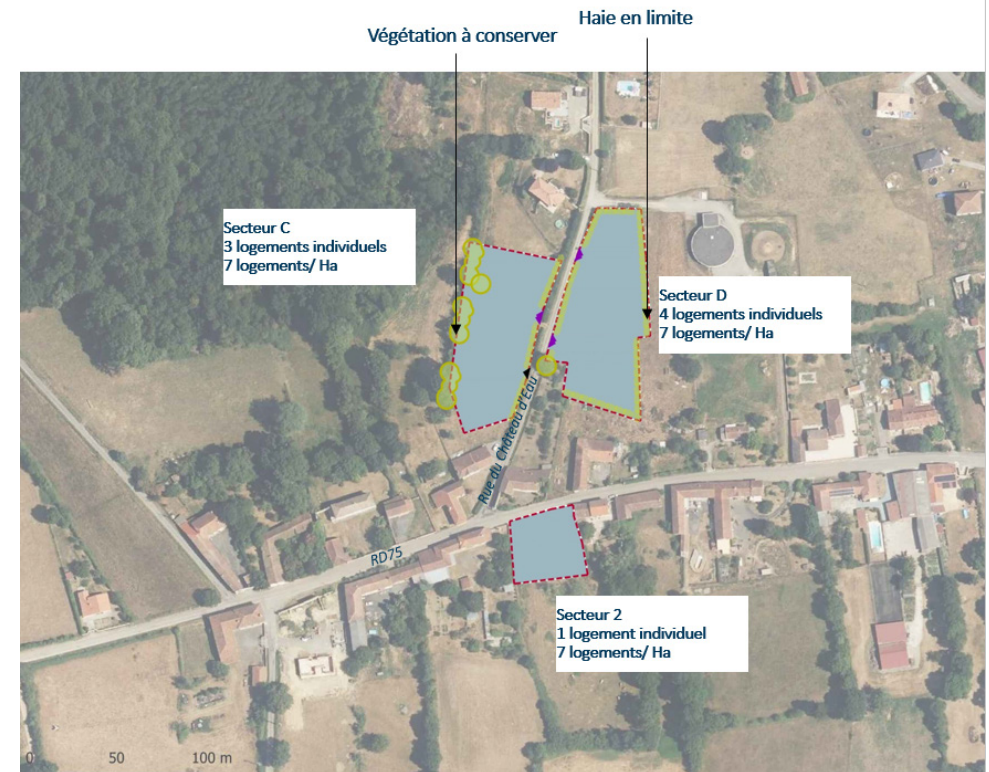 Haie en limite
Végétation à conserver
Secteur C
3 logements individuels
7 logements/ Ha
Secteur D
4 logements individuels
7 logements/ Ha
Rue du Château d'Eau
RD75
Secteur 2
1 logement individuel
7 logements/ Ha
0 50 100 m